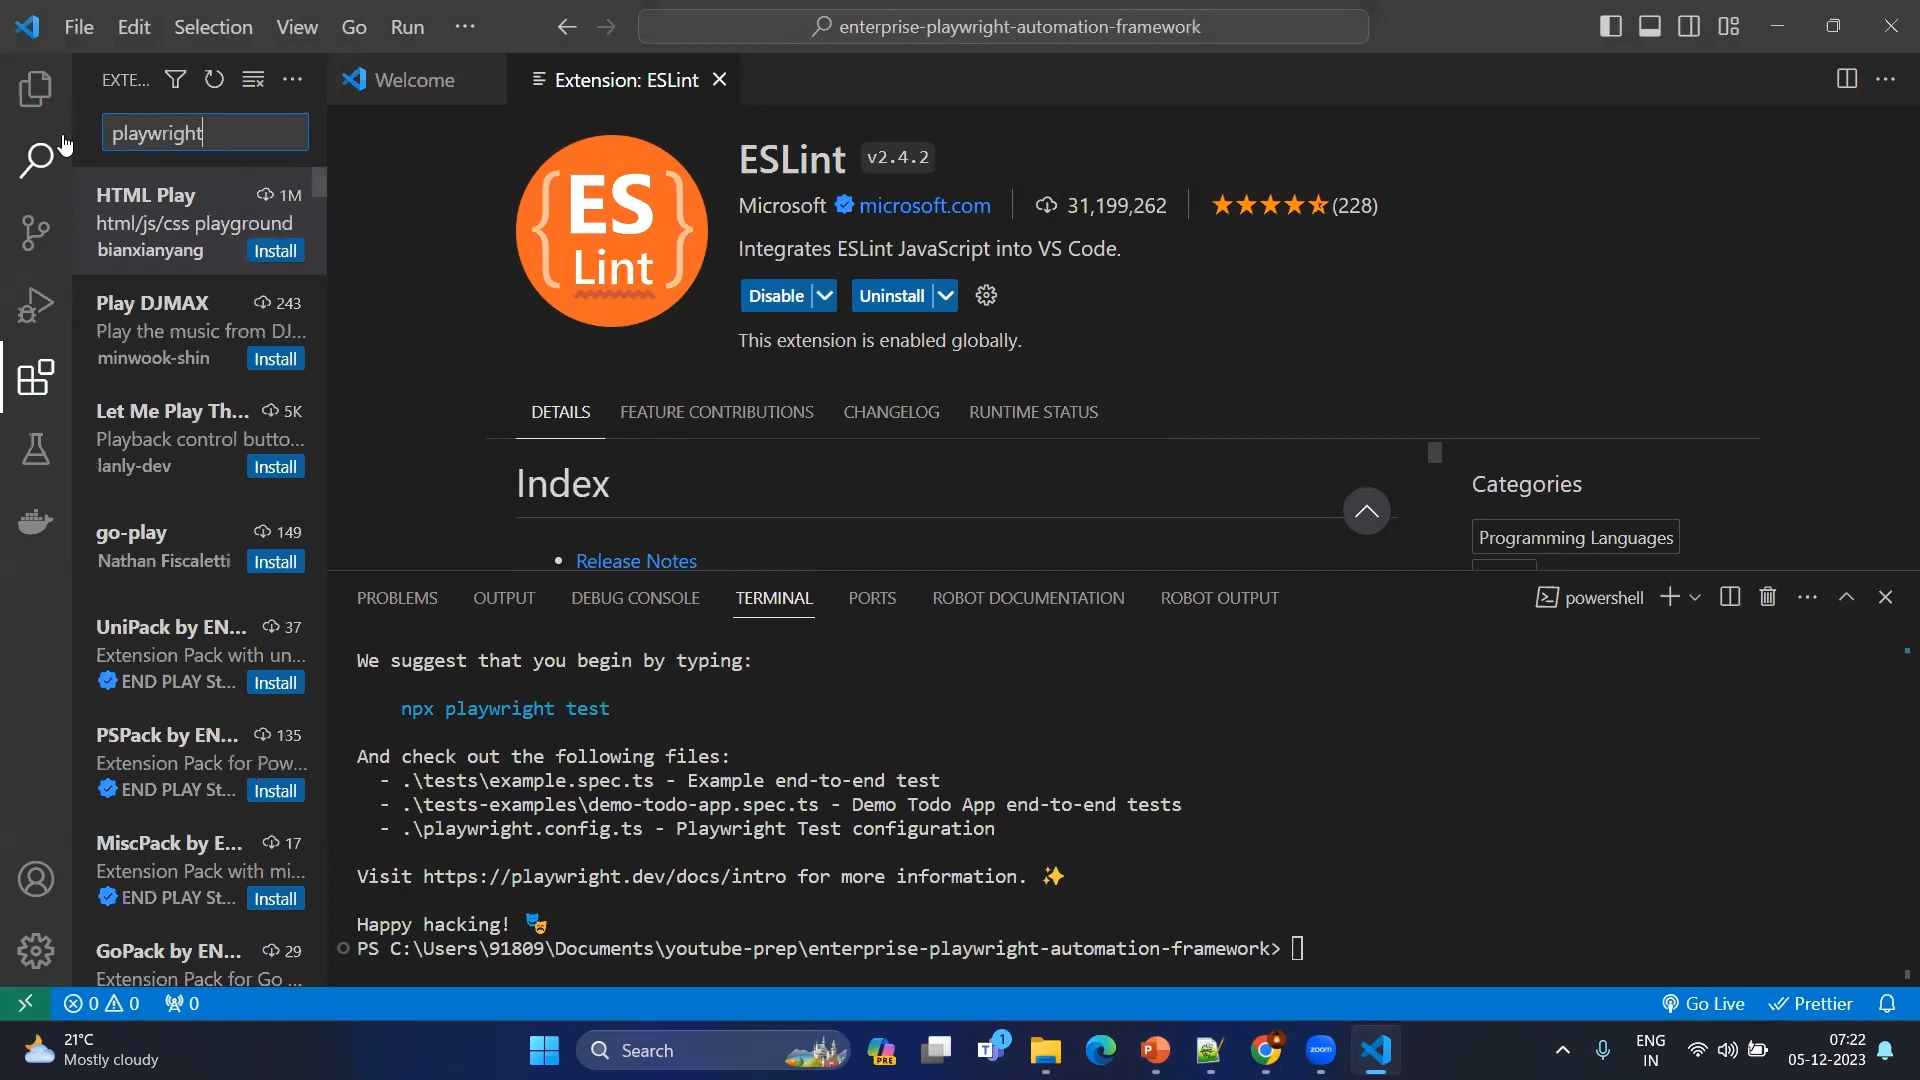 File Edit Selection View Go Run ···
enterprise-playwright-automation-framework
EXTE...
Welcome
Extension: ESLint
playwright
HTML Play 1M
html/js/css playground
bianxianyang Install
Play DJMAX 243
Play the music from DJ...
minwook-shin Install
Let Me Play Th... 5K
Playback control butto...
lanly-dev Install
go-play 149
Nathan Fiscaletti Install
UniPack by EN... 37
Extension Pack with un...
END PLAY St... Install
PSPack by EN... 135
Extension Pack for Pow...
END PLAY St... Install
MiscPack by E... 17
Extension Pack with mi...
END PLAY St... Install
GoPack by EN... 29
Extension Pack for Go ...
ES
Lint
ESLint v2.4.2
Microsoft microsoft.com 31,199,262 (228)
Integrates ESLint JavaScript into VS Code.
Disable Uninstall
This extension is enabled globally.
DETAILS FEATURE CONTRIBUTIONS CHANGELOG RUNTIME STATUS
Index
• Release Notes
Categories
Programming Languages
PROBLEMS OUTPUT DEBUG CONSOLE TERMINAL PORTS ROBOT DOCUMENTATION ROBOT OUTPUT powershell
We suggest that you begin by typing:
npx playwright test
And check out the following files:
- .\tests\example.spec.ts - Example end-to-end test
- .\tests-examples\demo-todo-app.spec.ts - Demo Todo App end-to-end tests
- .\playwright.config.ts - Playwright Test configuration
Visit https://playwright.dev/docs/intro for more information. ✨
Happy hacking! 🎭
PS C:\Users\91809\Documents\youtube-prep\enterprise-playwright-automation-framework>
0 0 0
Go Live Prettier
21°C
Mostly cloudy
Search
PRE
1
zoom
ENG
IN
07:22
05-12-2023